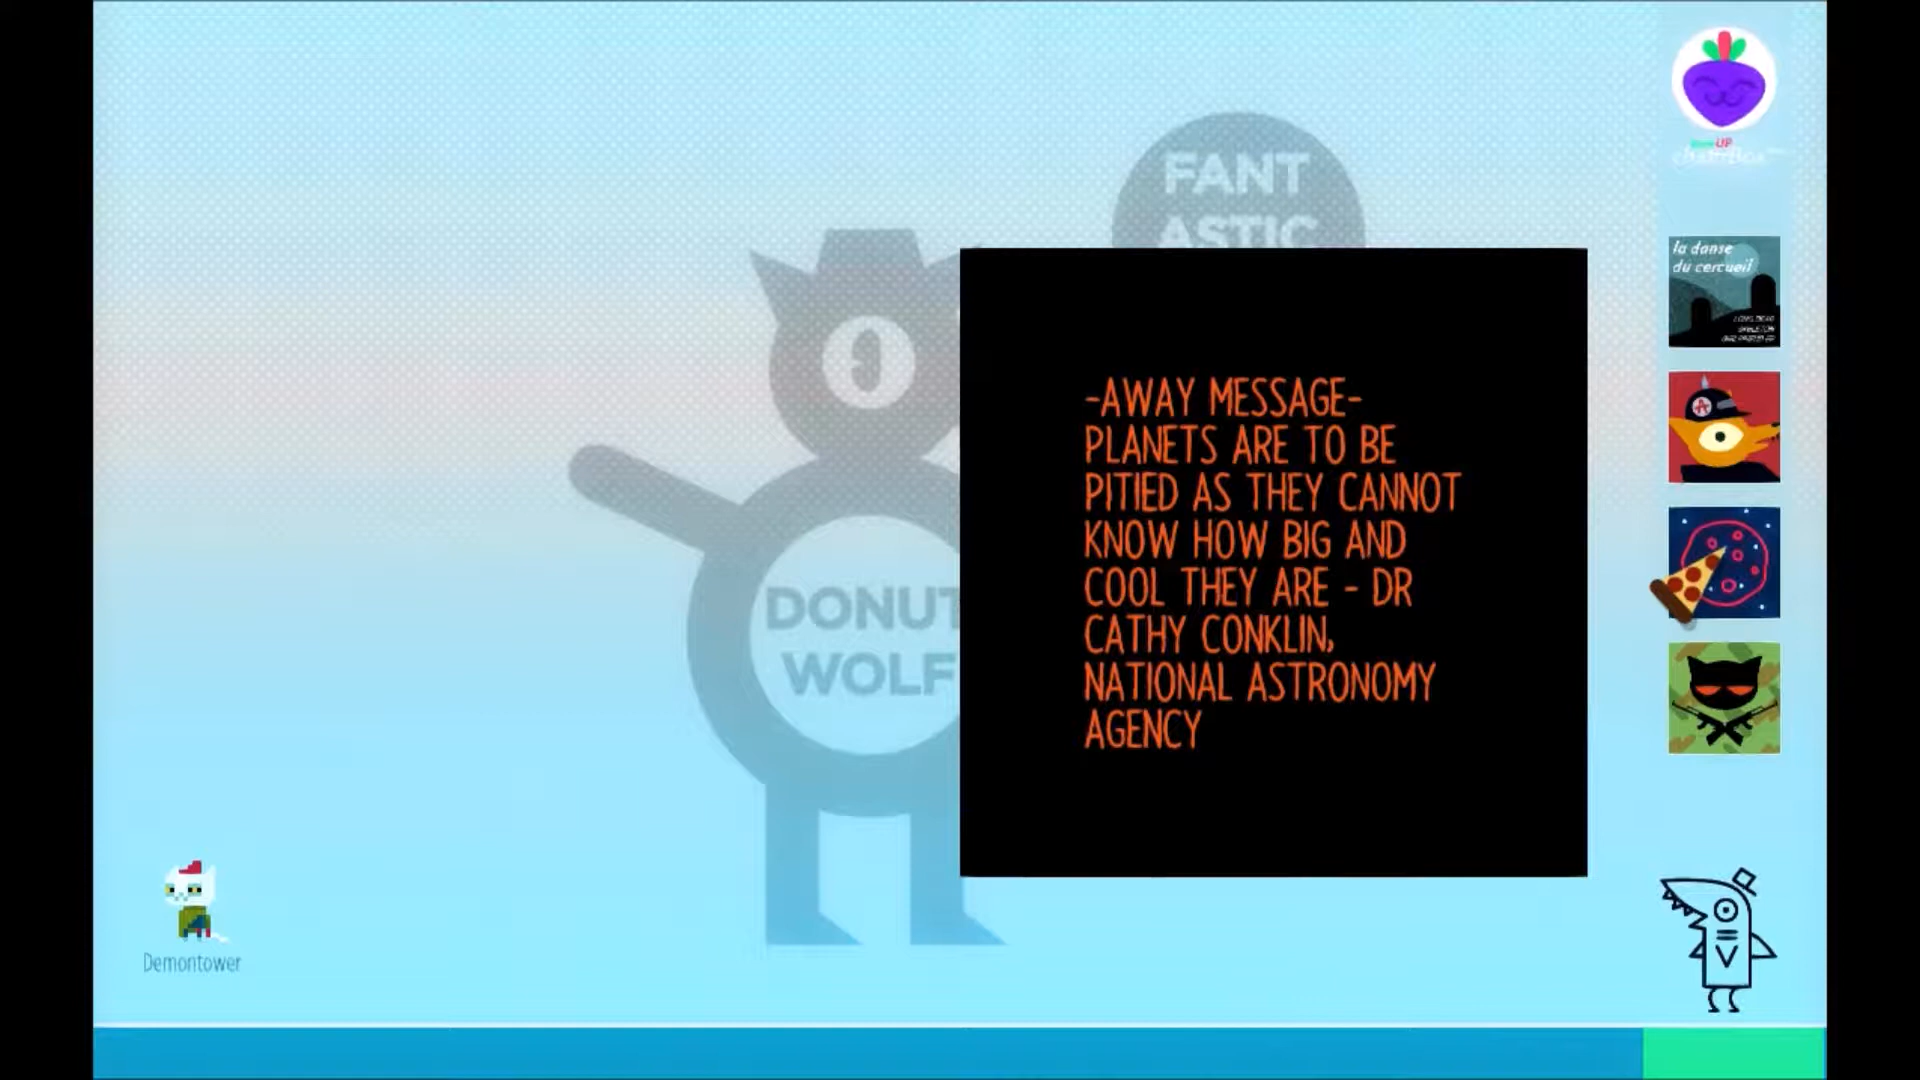 FANT
ASTIC
UP
la danse
du cercueil
-AWAY MESSAGE-
PLANETS ARE TO BE
PITIED AS THEY CANNOT
KNOW HOW BIG AND
COOL THEY ARE - DR
CATHY CONKLIN,
NATIONAL ASTRONOMY
AGENCY
DONUT
WOLF
A
Demontower